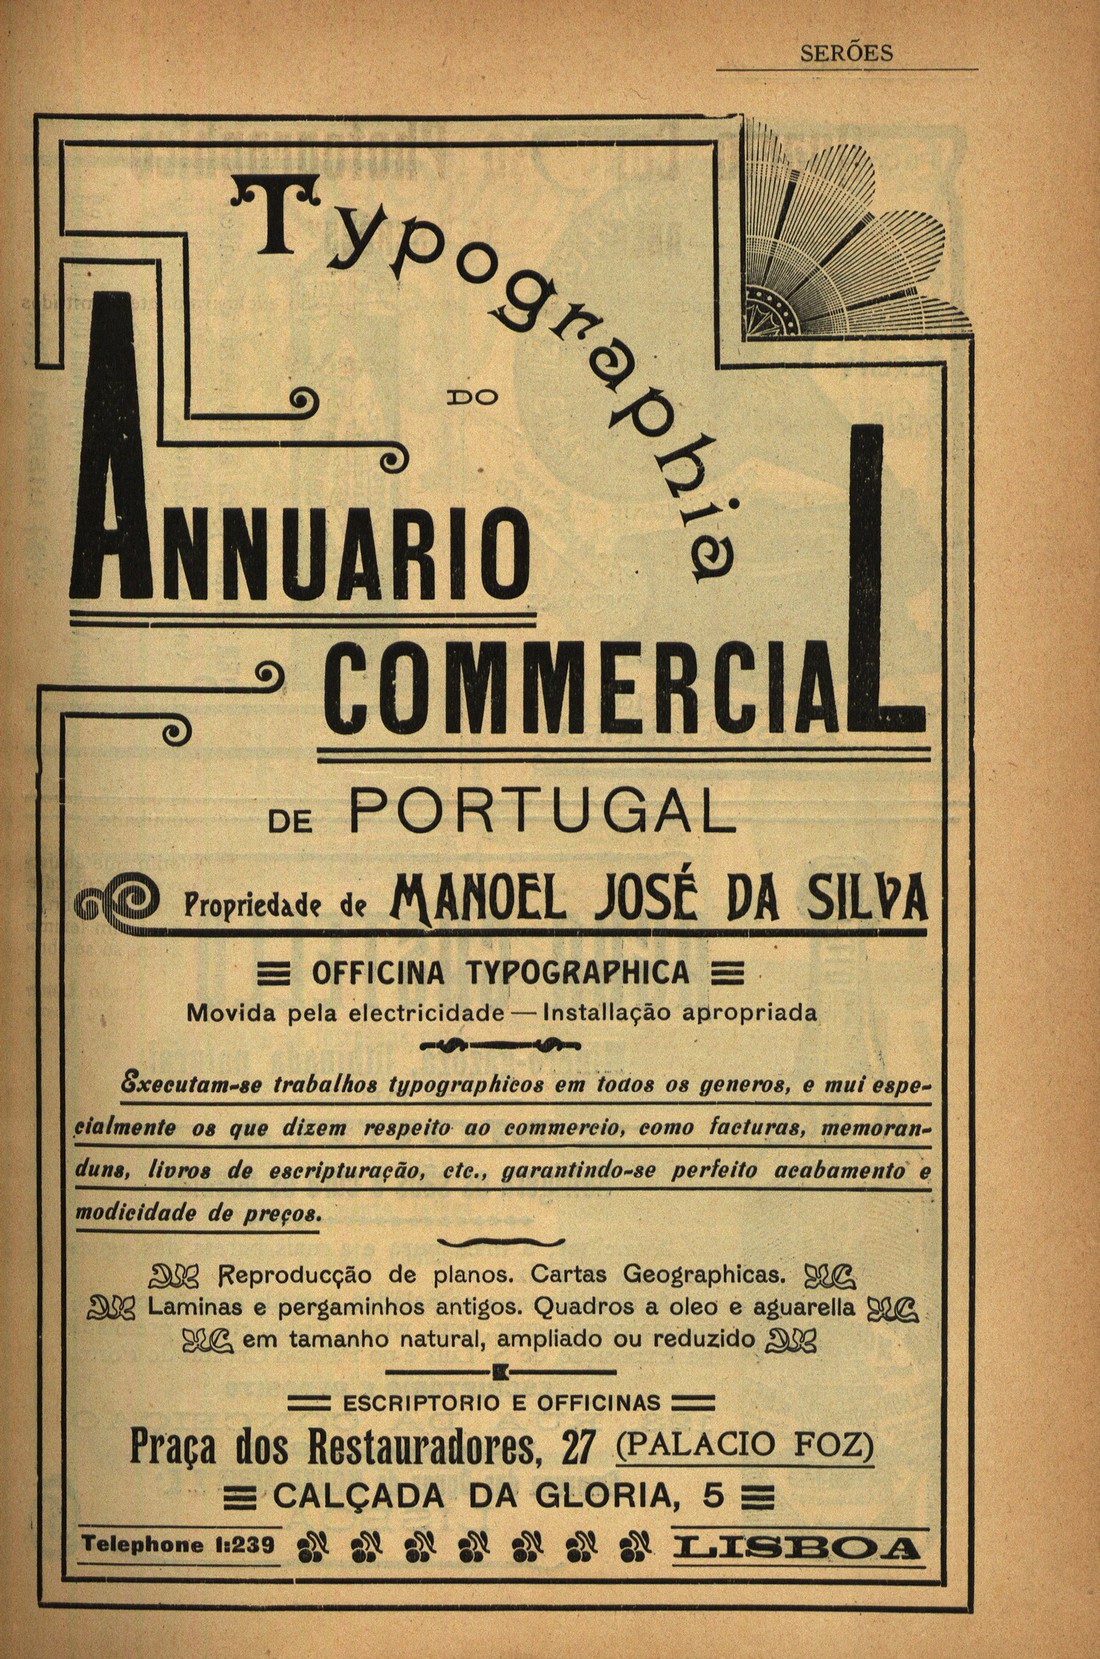 SERÕES
Typographia
DO
ANNUARIO
COMMERCIAL
DE PORTUGAL
Propriedade de MANOEL JOSÉ DA SILVA
OFFICINA TYPOGRAPHICA
Movida pela electricidade — Installação apropriada
Executam-se trabalhos typographicos em todos os generos, e mui espe-
cialmente os que dizem respeito ao commercio, como facturas, memoran-
duns, livros de escripturação, etc., garantindo-se perfeito acabamento e
modicidade de preços.
Reproducção de planos. Cartas Geographicas.
Laminas e pergaminhos antigos. Quadros a oleo e aguarella
em tamanho natural, ampliado ou reduzido
ESCRIPTORIO E OFFICINAS
Praça dos Restauradores, 27 (PALACIO FOZ)
CALÇADA DA GLORIA, 5
Telephone 1:239 LISBOA